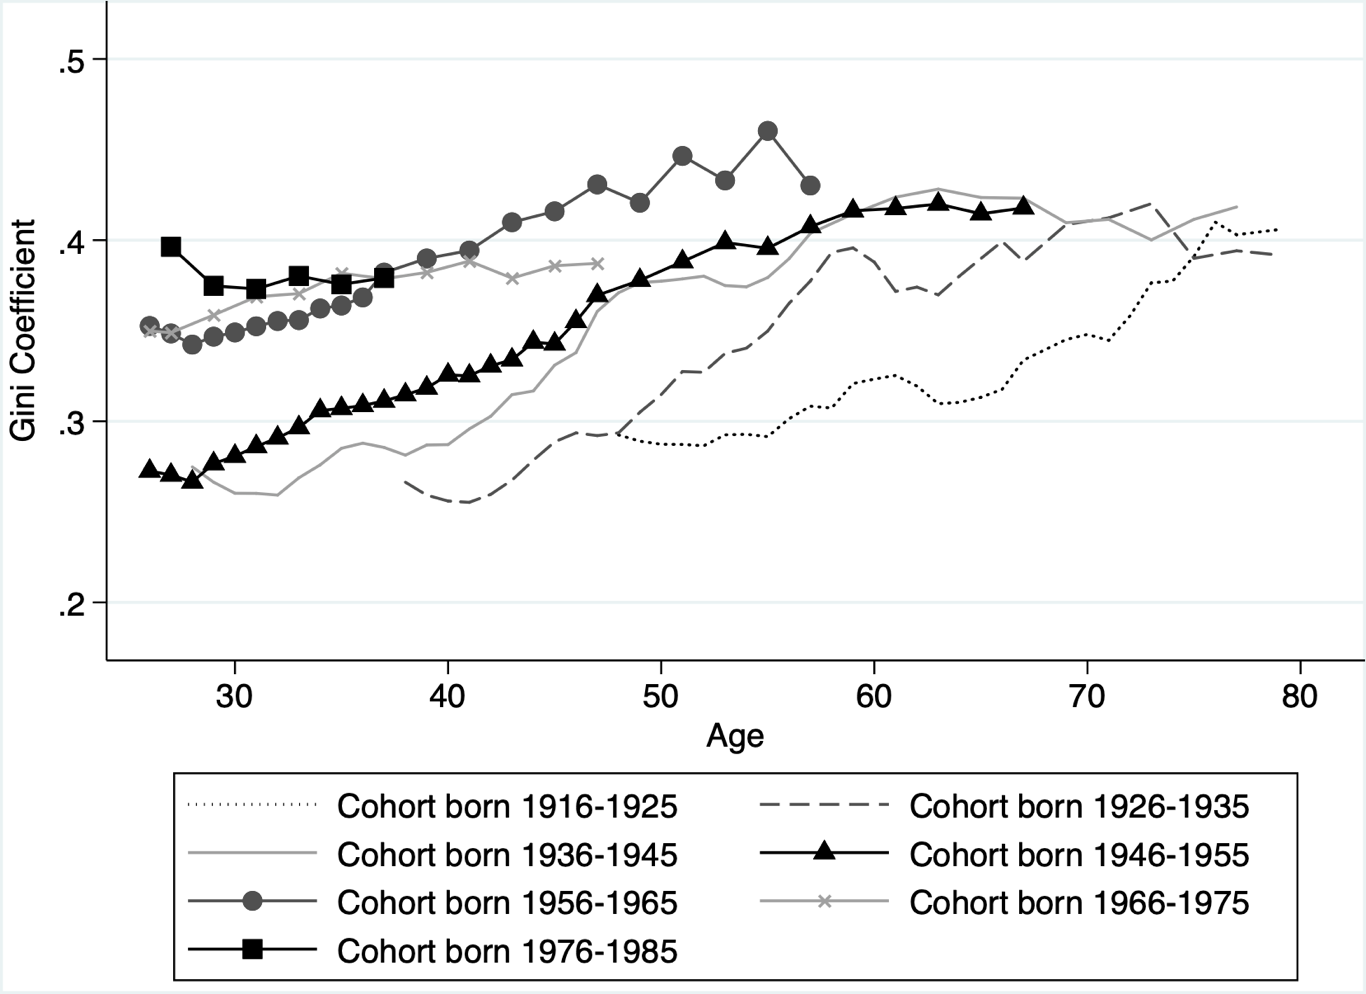 .5
.4
.3
.2
Gini Coefficient
30 40 50 60 70 80
Age
Cohort born 1916-1925 Cohort born 1926-1935
Cohort born 1936-1945 Cohort born 1946-1955
Cohort born 1956-1965 Cohort born 1966-1975
Cohort born 1976-1985